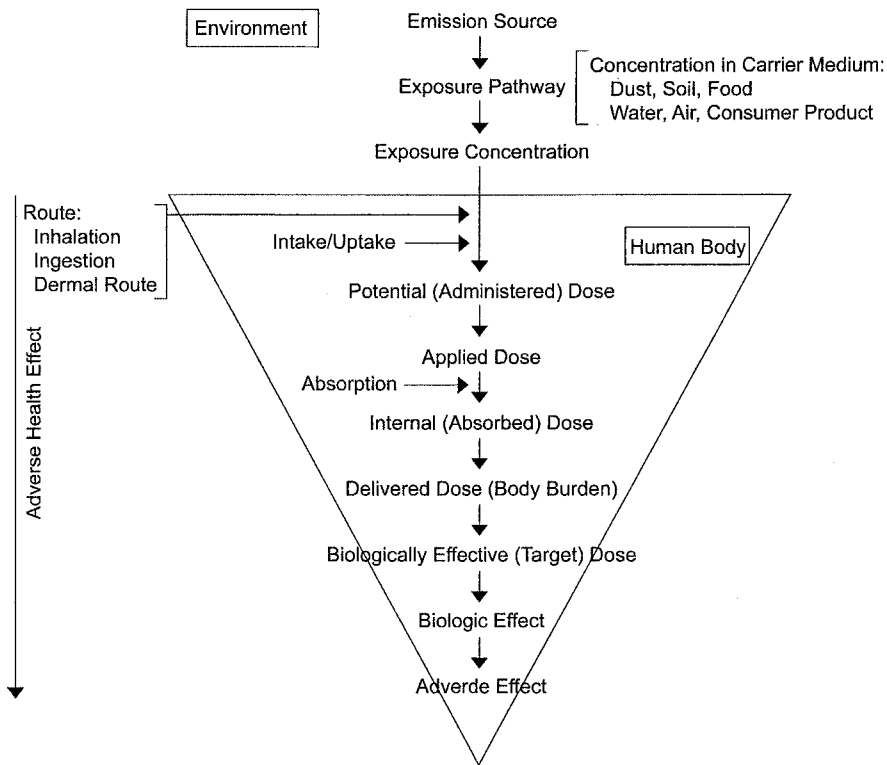 Environment
Emission Source
Exposure Pathway
Concentration in Carrier Medium:
Dust, Soil, Food
Water, Air, Consumer Product
Exposure Concentration
Route:
Inhalation
Ingestion
Dermal Route
Intake/Uptake
Human Body
Potential (Administered) Dose
Applied Dose
Absorption
Internal (Absorbed) Dose
Delivered Dose (Body Burden)
Biologically Effective (Target) Dose
Biologic Effect
Adverde Effect
Adverse Health Effect